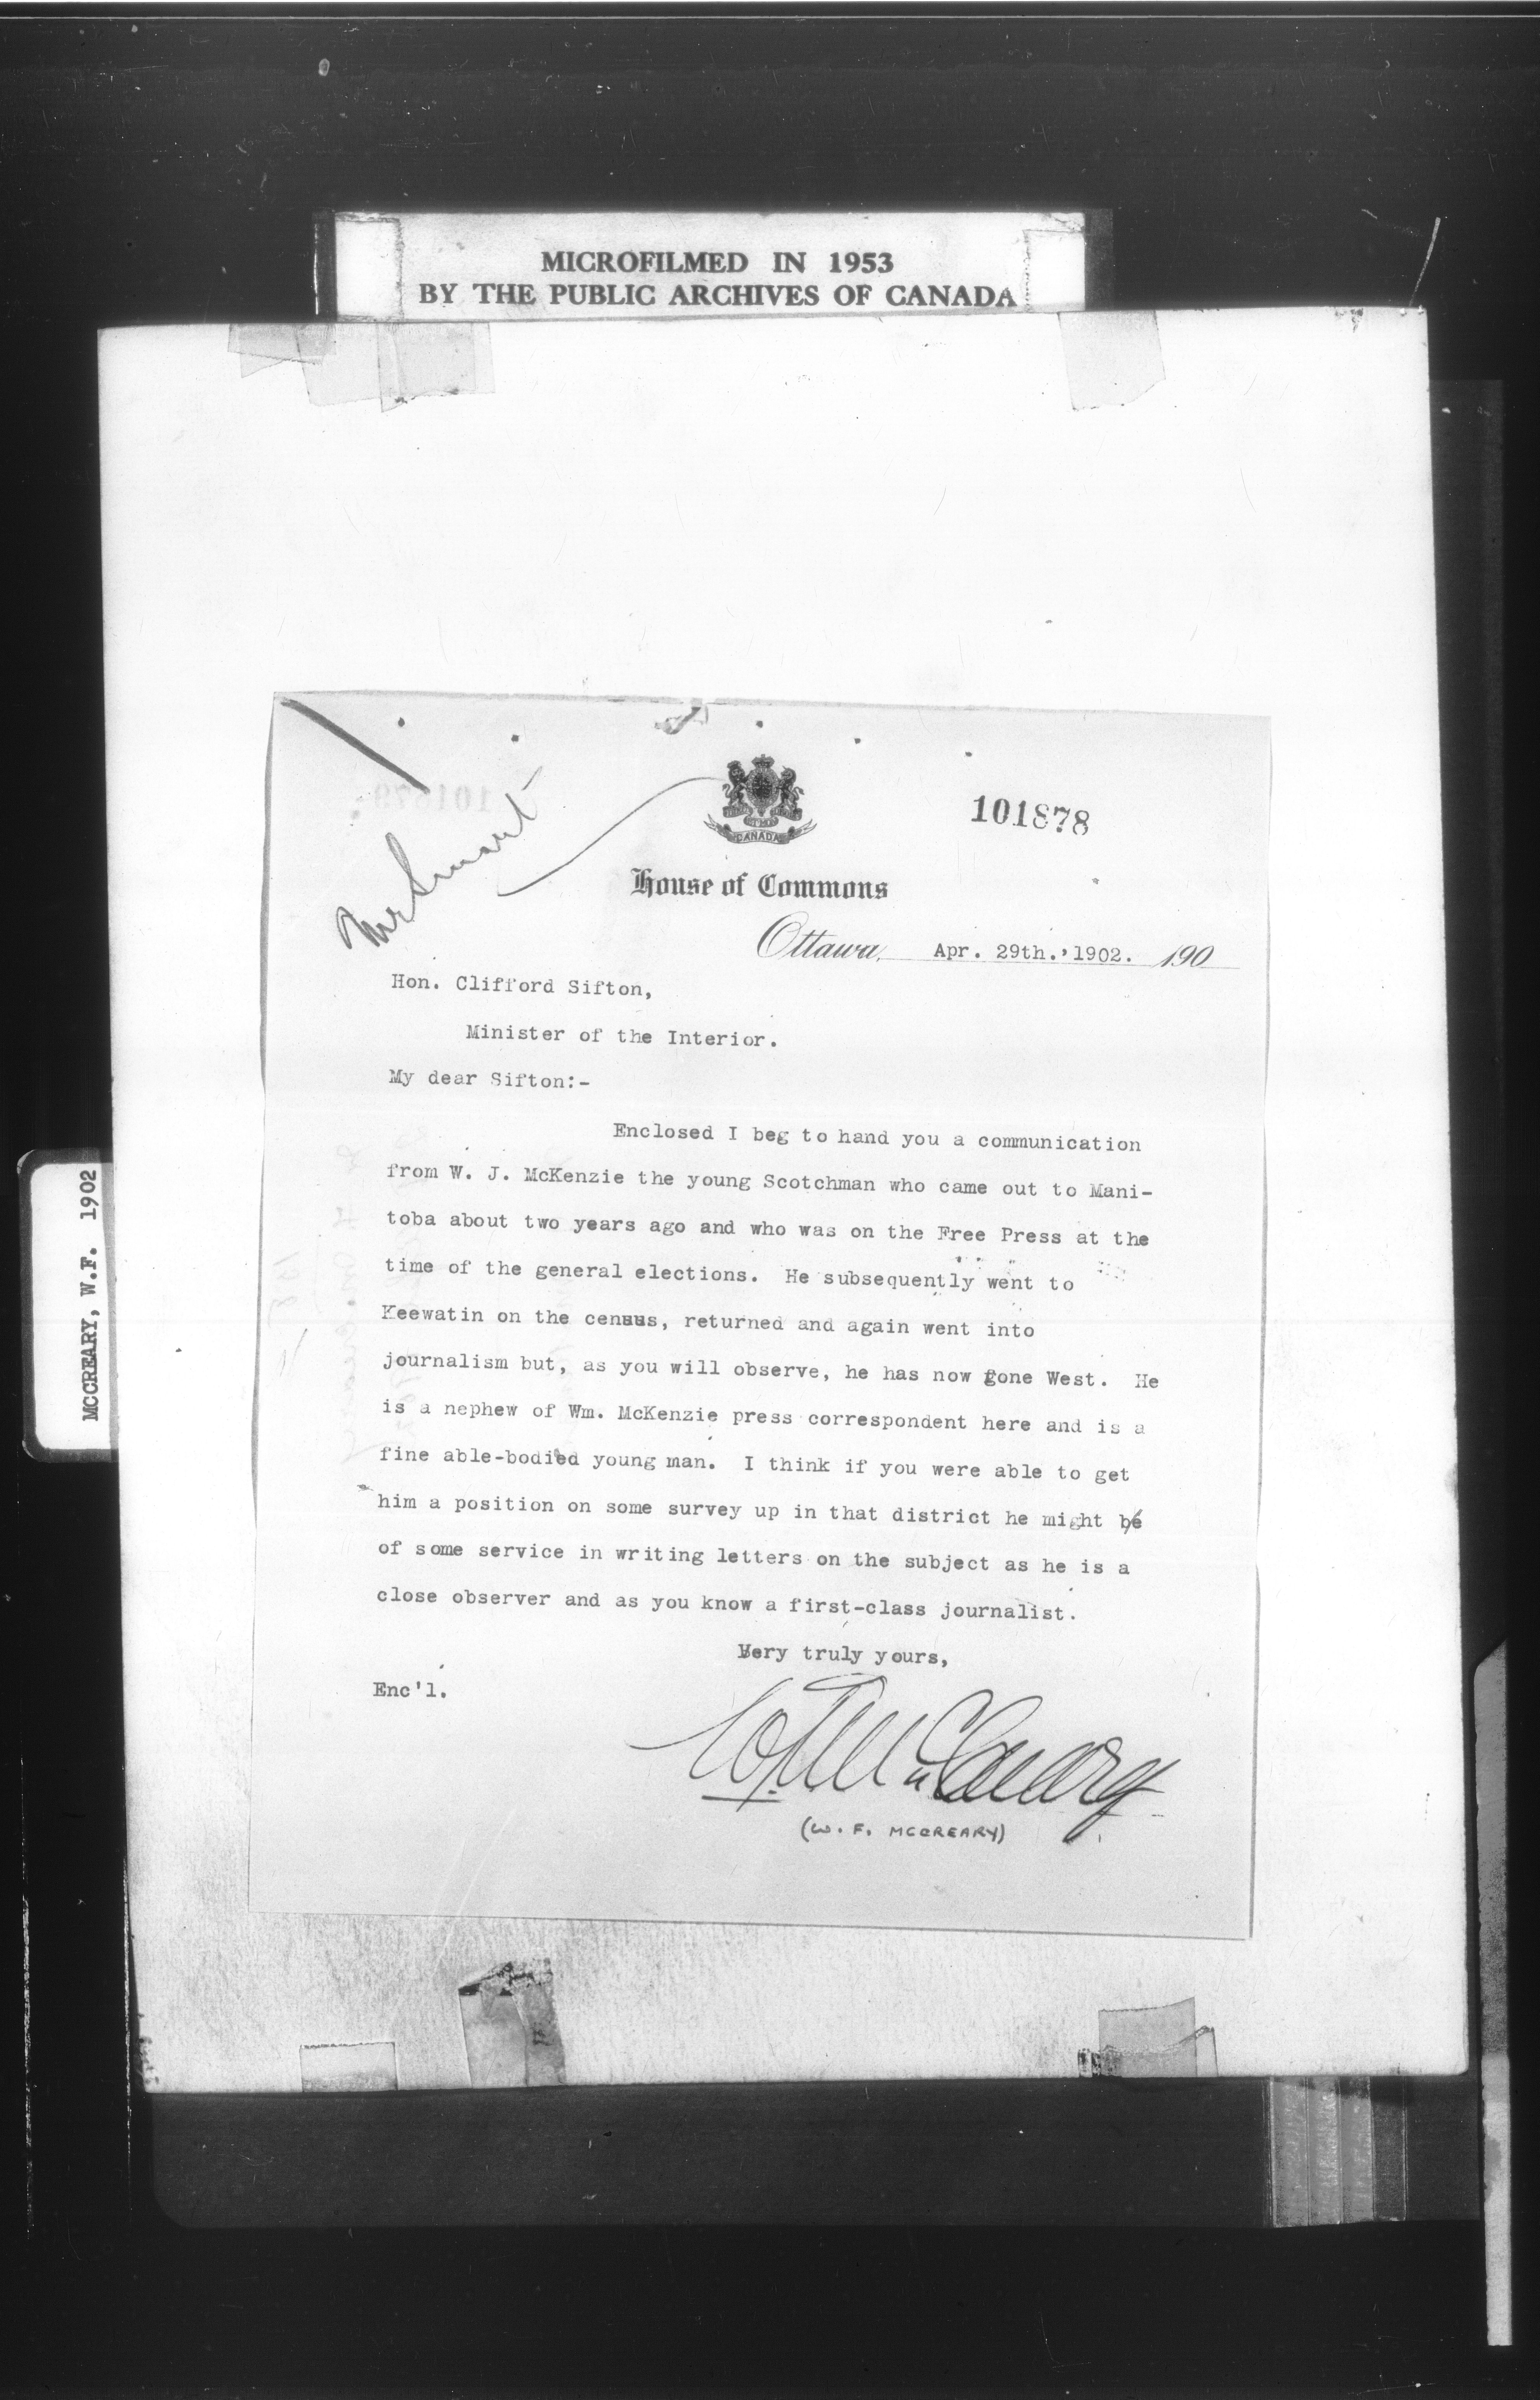 MICROFILMED IN 1953
BY THE PUBLIC ARCHIVES OF CANADA
MCCREARY, W.F. 1902
Mr Smart
CANADA
101878
House of Commons
Ottawa, Apr. 29th.,1902. 190
Hon. Clifford Sifton,
Minister of the Interior.
My dear Sifton:-
Enclosed I beg to hand you a communication
from W. J. McKenzie the young Scotchman who came out to Mani-
toba about two years ago and who was on the Free Press at the
time of the general elections. He subsequently went to
Keewatin on the census, returned and again went into
journalism but, as you will observe, he has now gone West. He
is a nephew of Wm. McKenzie press correspondent here and is a
fine able-bodied young man. I think if you were able to get
him a position on some survey up in that district he might be
of some service in writing letters on the subject as he is a
close observer and as you know a first-class journalist.
Very truly yours,
Enc'l.
W. F. McCreary
(W. F. MCCREARY)